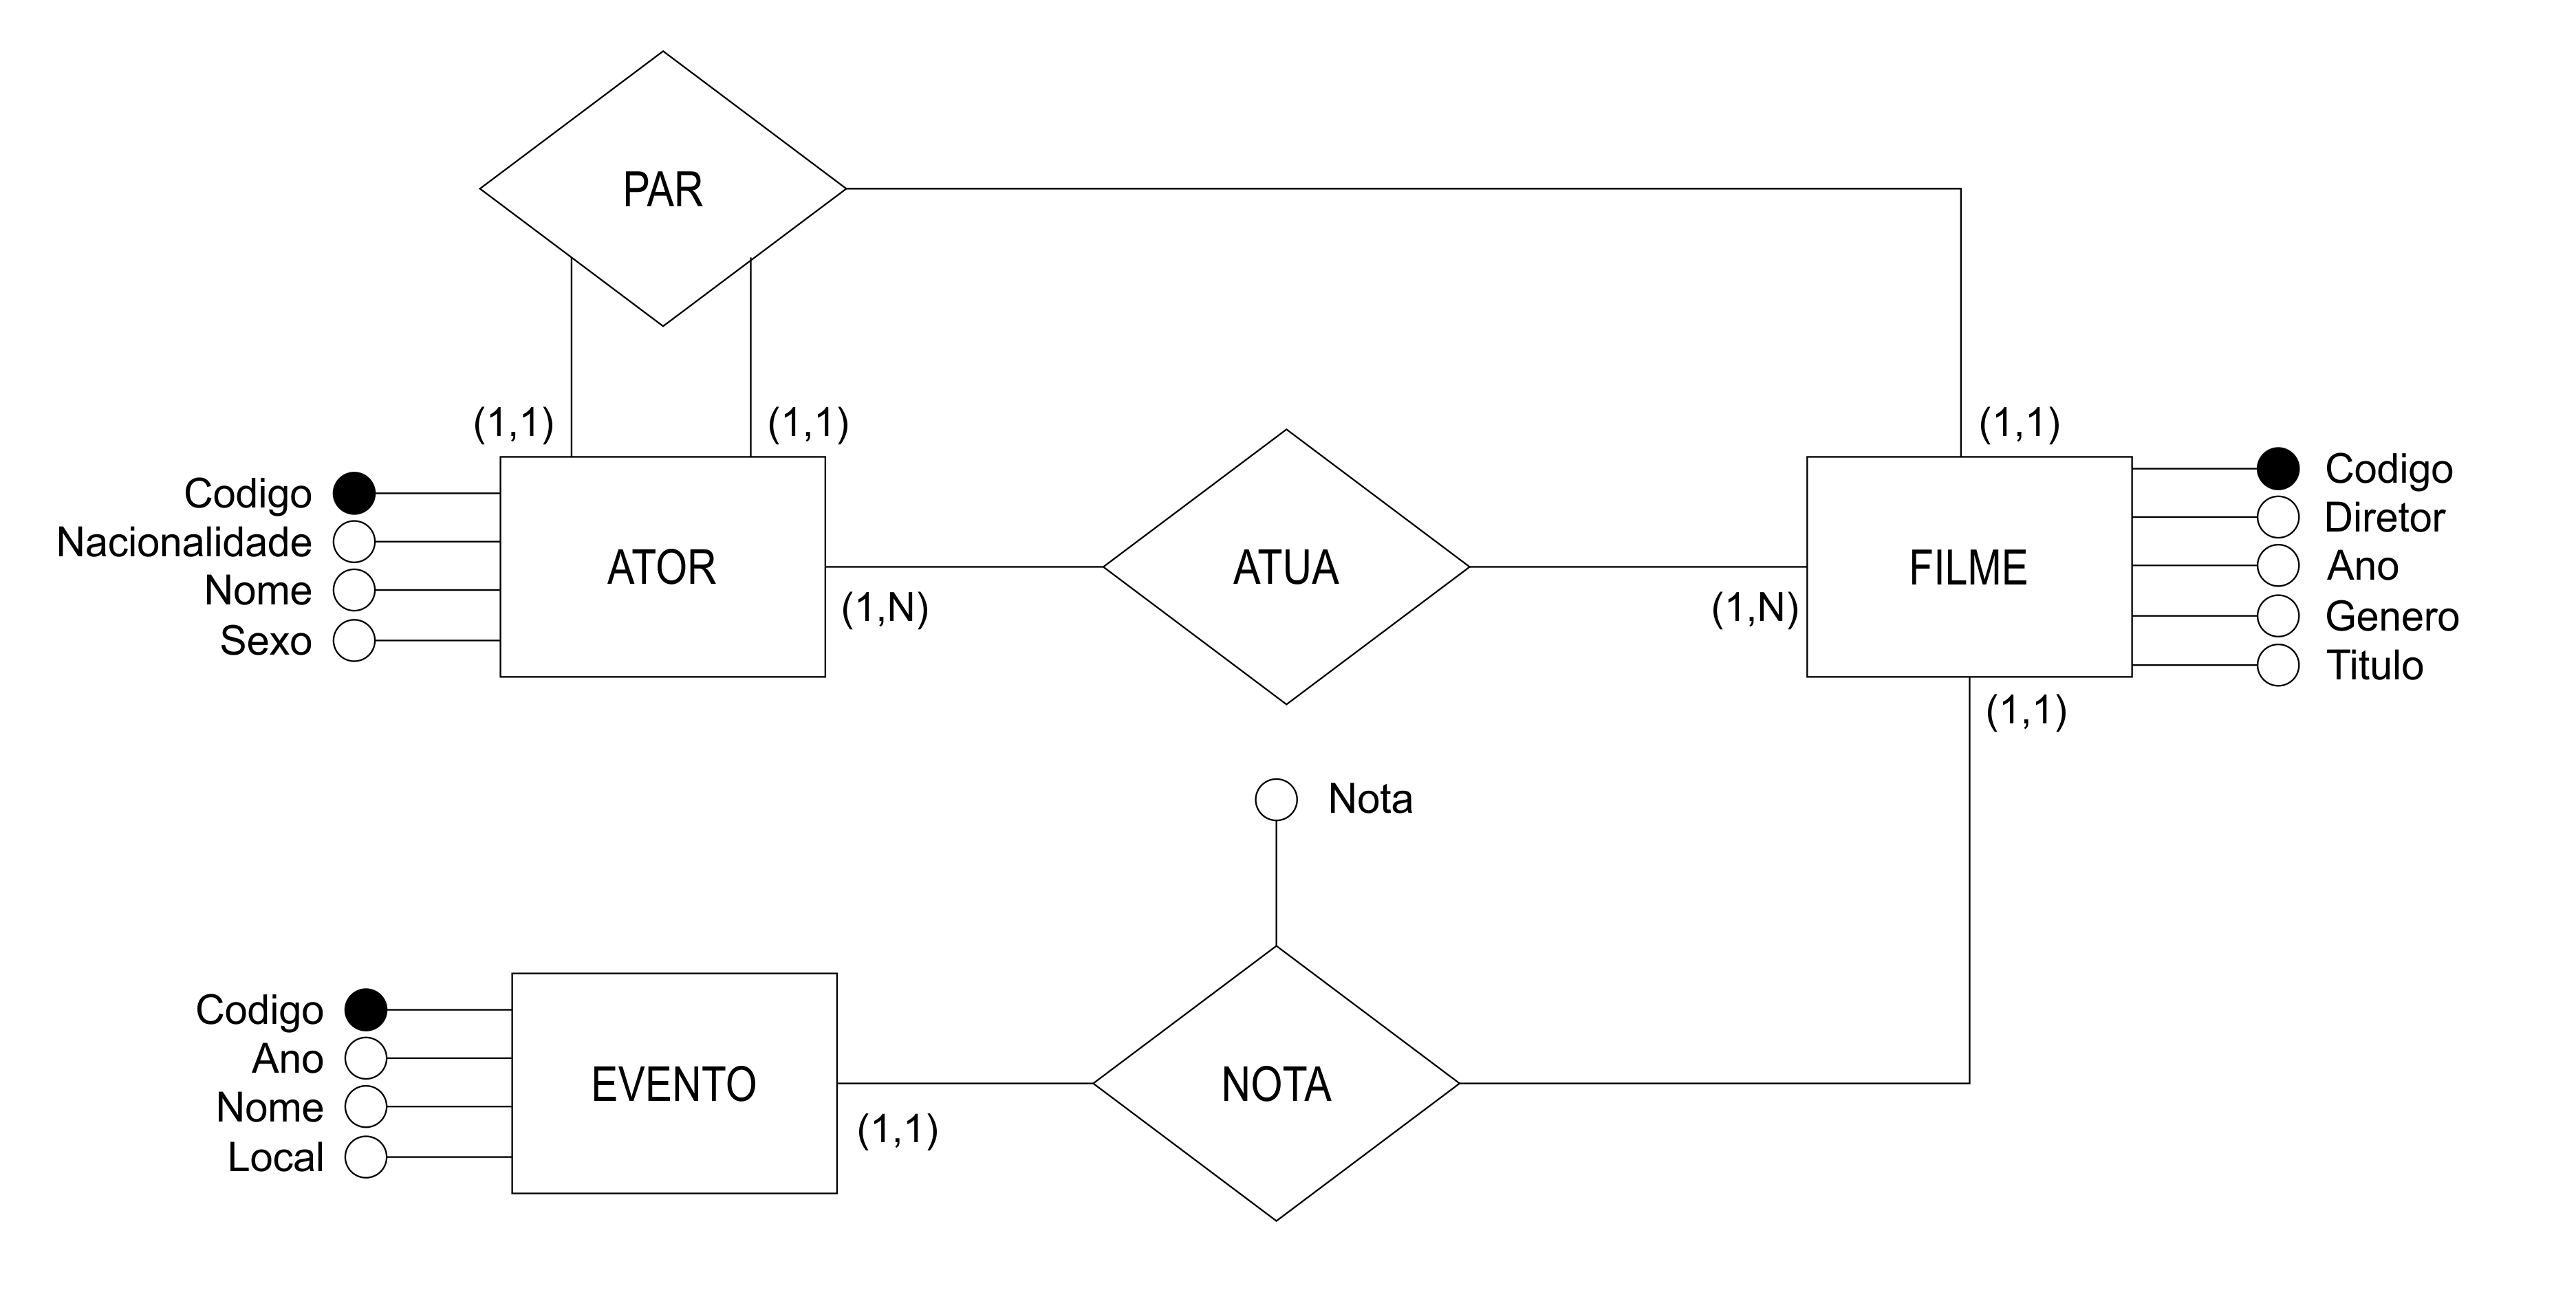 PAR
(1,1)
(1,1)
(1,1)
Codigo
Nacionalidade
Nome
Sexo
ATOR
(1,N)
ATUA
(1,N)
FILME
Codigo
Diretor
Ano
Genero
Titulo
(1,1)
Nota
Codigo
Ano
Nome
Local
EVENTO
(1,1)
NOTA